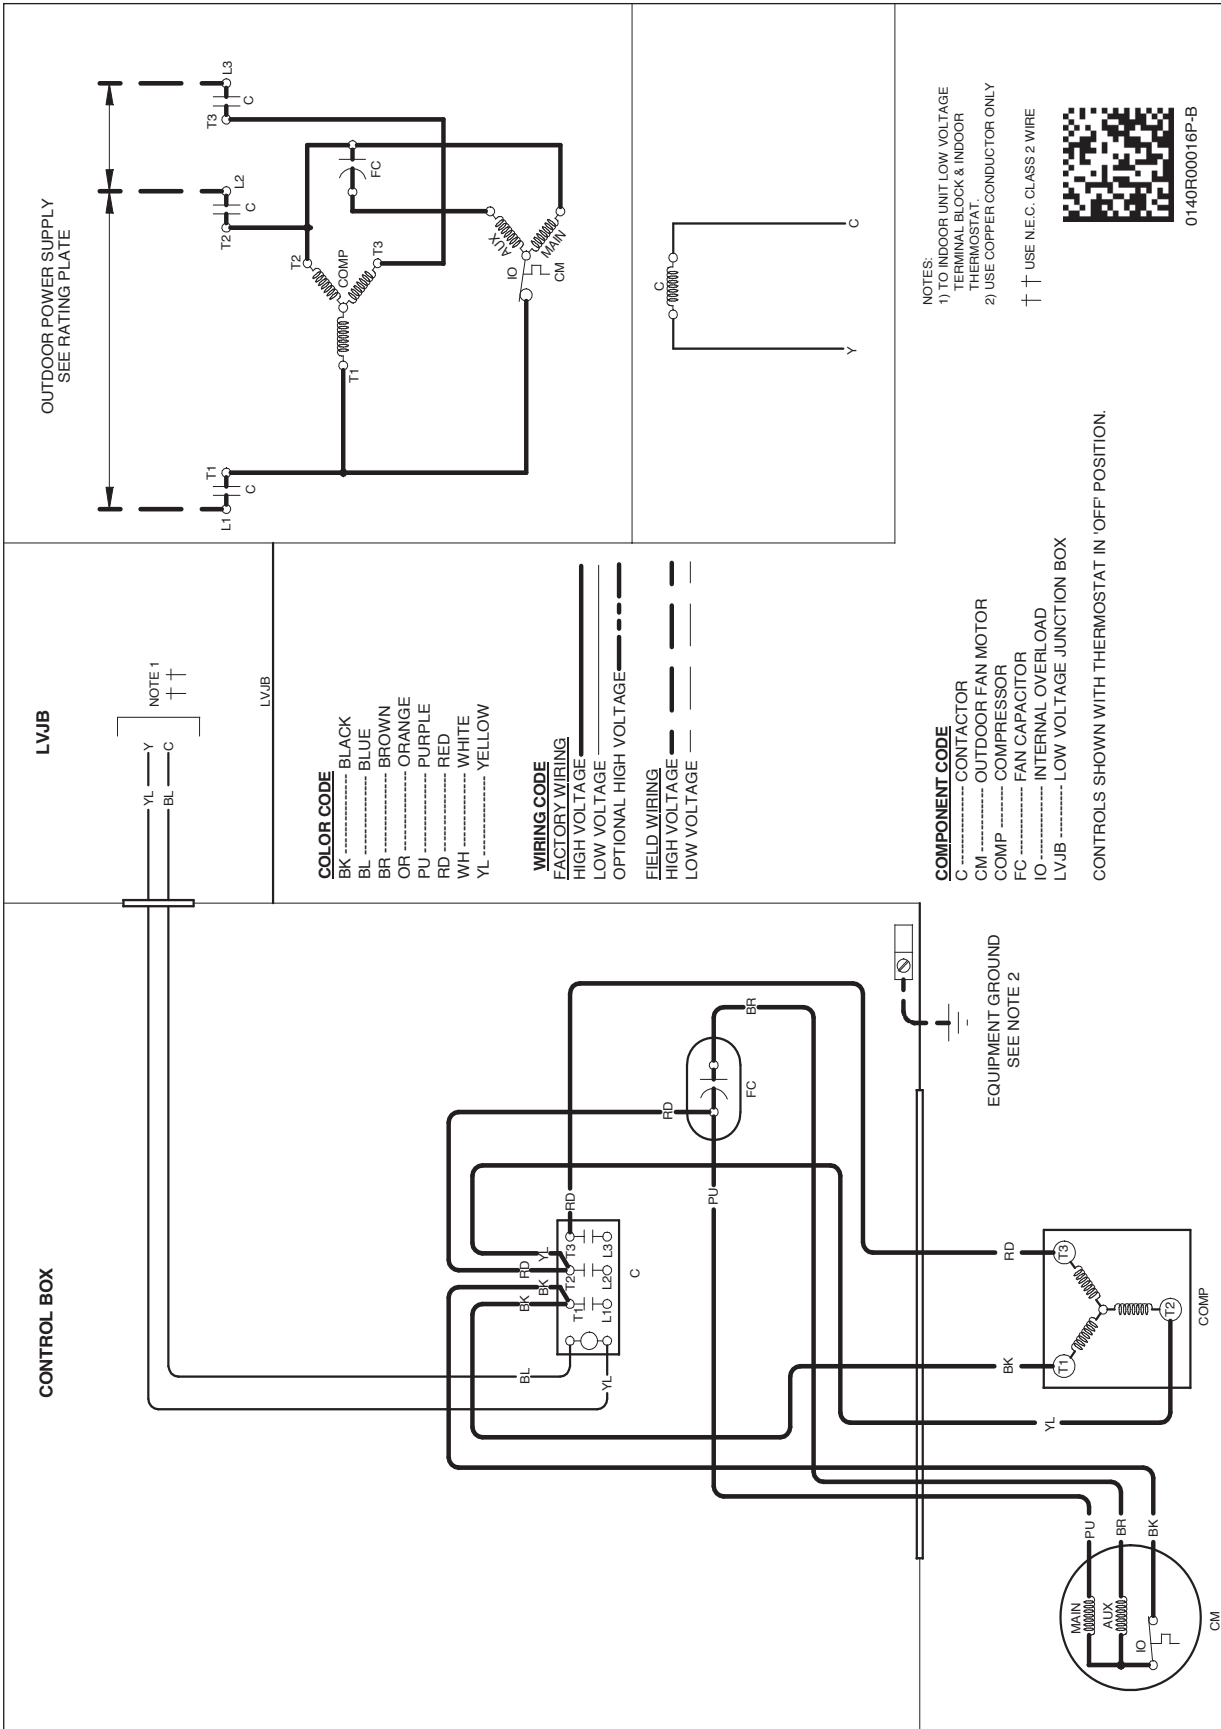 CONTROL BOX
BL
YL
BK
BK
RD
YL
RD
T1
T2
T3
L1
L2
L3
C
RD
PU
BR
FC
BK
RD
YL
T1
T2
T3
COMP
PU
BR
BK
MAIN
AUX
IO
CM
EQUIPMENT GROUND
SEE NOTE 2
LVJB
YL
Y
BL
C
NOTE 1
† †
LVJB
COLOR CODE
BK ------------- BLACK
BL ------------- BLUE
BR ------------- BROWN
OR ------------- ORANGE
PU ------------- PURPLE
RD ------------- RED
WH ------------- WHITE
YL ------------- YELLOW
WIRING CODE
FACTORY WIRING
HIGH VOLTAGE
LOW VOLTAGE
OPTIONAL HIGH VOLTAGE
FIELD WIRING
HIGH VOLTAGE
LOW VOLTAGE
COMPONENT CODE
C ------------- CONTACTOR
CM ----------- OUTDOOR FAN MOTOR
COMP ------- COMPRESSOR
FC ----------- FAN CAPACITOR
IO ------------ INTERNAL OVERLOAD
LVJB -------- LOW VOLTAGE JUNCTION BOX
CONTROLS SHOWN WITH THERMOSTAT IN 'OFF' POSITION.
OUTDOOR POWER SUPPLY
SEE RATING PLATE
L1
T1
C
T2
L2
C
T3
L3
C
T1
T2
T3
COMP
FC
AUX
MAIN
IO
CM
C
Y
C
NOTES:
1) TO INDOOR UNIT LOW VOLTAGE
TERMINAL BLOCK & INDOOR
THERMOSTAT.
2) USE COPPER CONDUCTOR ONLY
† † USE N.E.C. CLASS 2 WIRE
0140R00016P-B